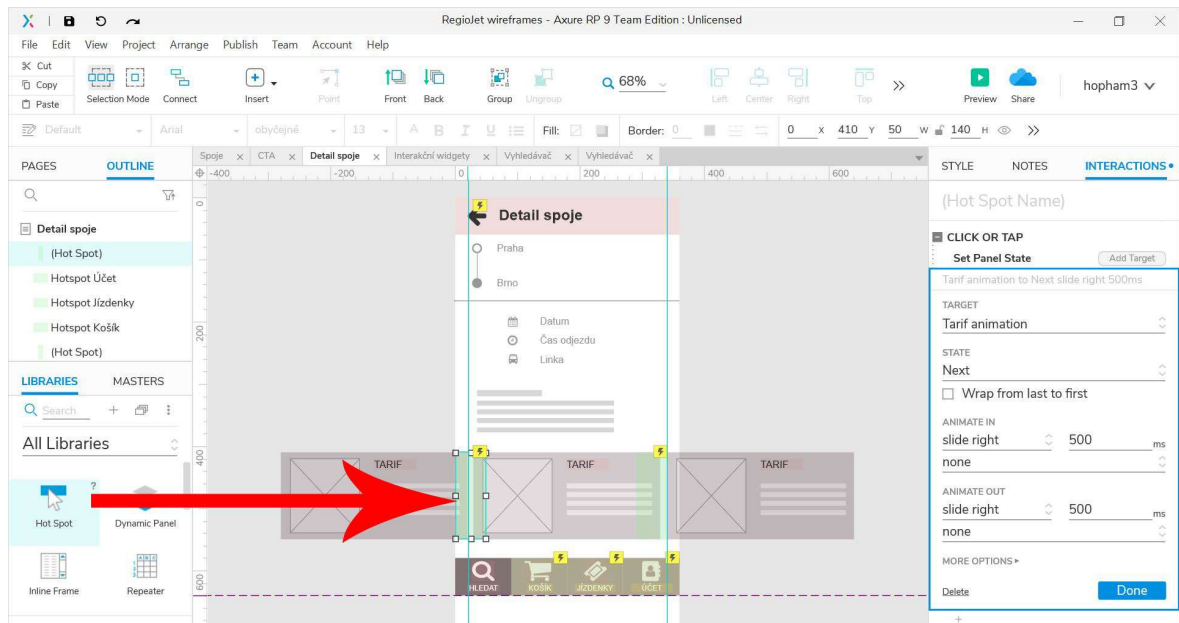 RegioJet wireframes - Axure RP 9 Team Edition : Unlicensed
File Edit View Project Arrange Publish Team Account Help
Cut
Copy
Paste
Selection Mode Connect Insert Point Front Back Group Ungroup 68% Left Center Right Top Preview Share hopham3
Default Arial obyčejné 13 A B I U Fill: Border: 0 0 X 410 Y 50 W 140 H
PAGES OUTLINE
Spoje x CTA x Detail spoje x Interakční widgety x Vyhledávač x Vyhledávač x
STYLE NOTES INTERACTIONS
-400 -200 0 200 400 600
0
200
400
600
Detail spoje
(Hot Spot)
Hotspot Účet
Hotspot Jízdenky
Hotspot Košík
(Hot Spot)
LIBRARIES MASTERS
Search
All Libraries
?
Hot Spot Dynamic Panel
Inline Frame Repeater
Detail spoje
Praha
Brno
Datum
Čas odjezdu
Linka
TARIF TARIF TARIF
HLEDAT KOŠÍK JÍZDENKY ÚČET
(Hot Spot Name)
CLICK OR TAP
Set Panel State Add Target
Tarif animation to Next slide right 500ms
TARGET
Tarif animation
STATE
Next
Wrap from last to first
ANIMATE IN
slide right 500 ms
none
ANIMATE OUT
slide right 500 ms
none
MORE OPTIONS
Delete Done